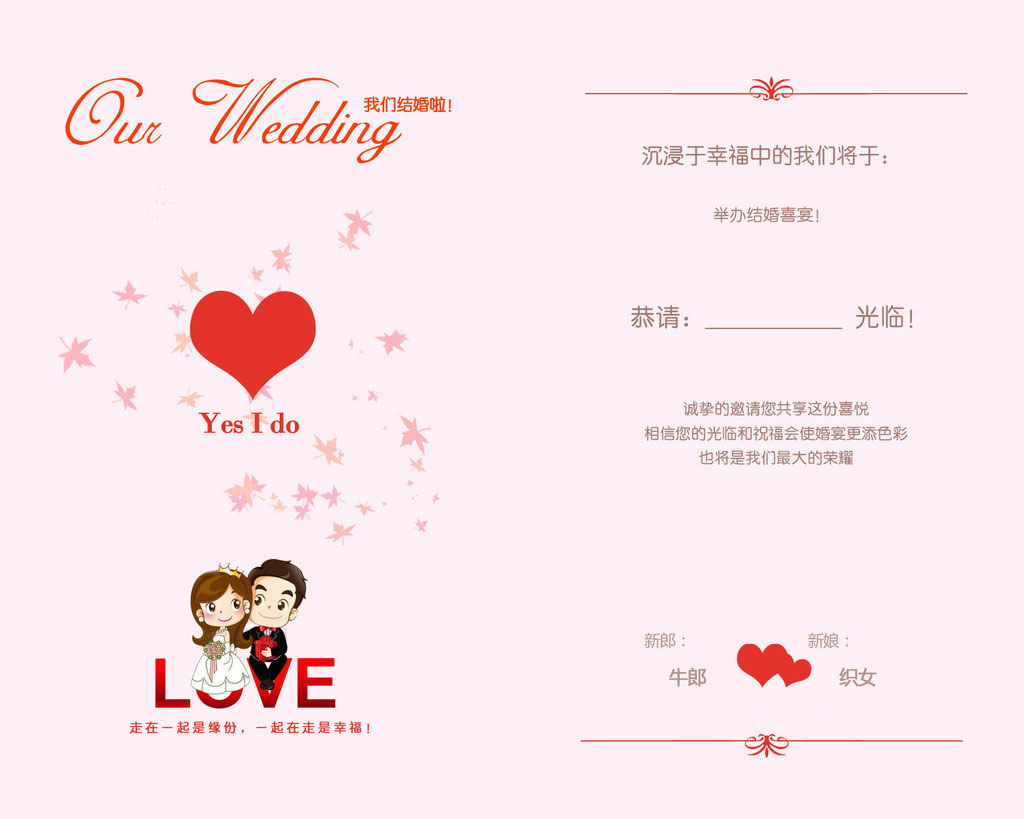 Our Wedding
我们结婚啦!
Yes I do
LOVE
走在一起是缘份，一起在走是幸福!
沉浸于幸福中的我们将于：
举办结婚喜宴!
恭请：__________ 光临!
诚挚的邀请您共享这份喜悦
相信您的光临和祝福会使婚宴更添色彩
也将是我们最大的荣耀
新郎： 新娘：
牛郎 织女